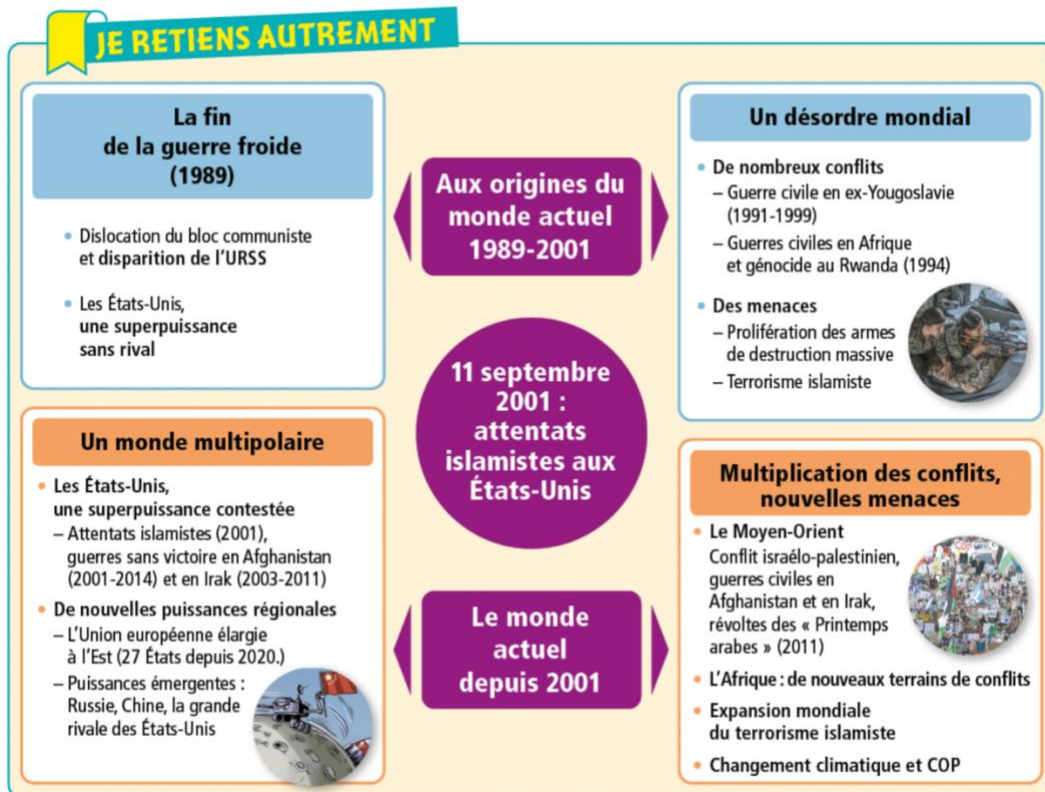 JE RETIENS AUTREMENT
La fin
de la guerre froide
(1989)
• Dislocation du bloc communiste
et disparition de l'URSS
• Les États-Unis,
une superpuissance
sans rival
Aux origines du
monde actuel
1989-2001
Un désordre mondial
• De nombreux conflits
– Guerre civile en ex-Yougoslavie
(1991-1999)
– Guerres civiles en Afrique
et génocide au Rwanda (1994)
• Des menaces
– Prolifération des armes
de destruction massive
– Terrorisme islamiste
11 septembre
2001 :
attentats
islamistes aux
États-Unis
Un monde multipolaire
• Les États-Unis,
une superpuissance contestée
– Attentats islamistes (2001),
guerres sans victoire en Afghanistan
(2001-2014) et en Irak (2003-2011)
• De nouvelles puissances régionales
– L'Union européenne élargie
à l'Est (27 États depuis 2020.)
– Puissances émergentes :
Russie, Chine, la grande
rivale des États-Unis
Le monde
actuel
depuis 2001
Multiplication des conflits,
nouvelles menaces
• Le Moyen-Orient
Conflit israélo-palestinien,
guerres civiles en
Afghanistan et en Irak,
révoltes des « Printemps
arabes » (2011)
• L'Afrique : de nouveaux terrains de conflits
• Expansion mondiale
du terrorisme islamiste
• Changement climatique et COP